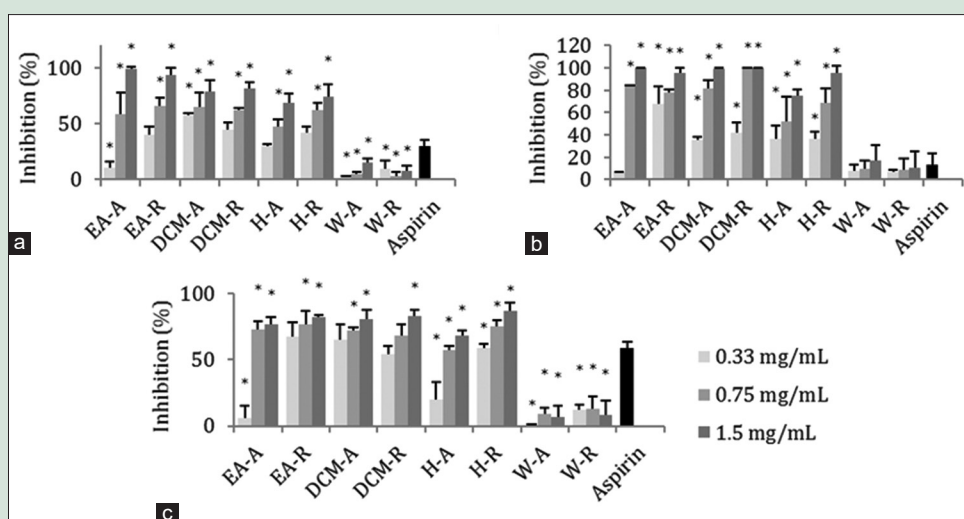 Inhibition (%)
100
50
0
* * * * * * * * * * * * * * * * * * * *
EA-A
EA-R
DCM-A
DCM-R
H-A
H-R
W-A
W-R
Aspirin
a
Inhibition (%)
120
100
80
60
40
20
0
* * * * * * * * * * * * * * * *
EA-A
EA-R
DCM-A
DCM-R
H-A
H-R
W-A
W-R
Aspirin
b
Inhibition (%)
100
50
0
* * * * * * * * * * * * * * * * * * * *
EA-A
EA-R
DCM-A
DCM-R
H-A
H-R
W-A
W-R
Aspirin
c
0.33 mg/mL
0.75 mg/mL
1.5 mg/mL